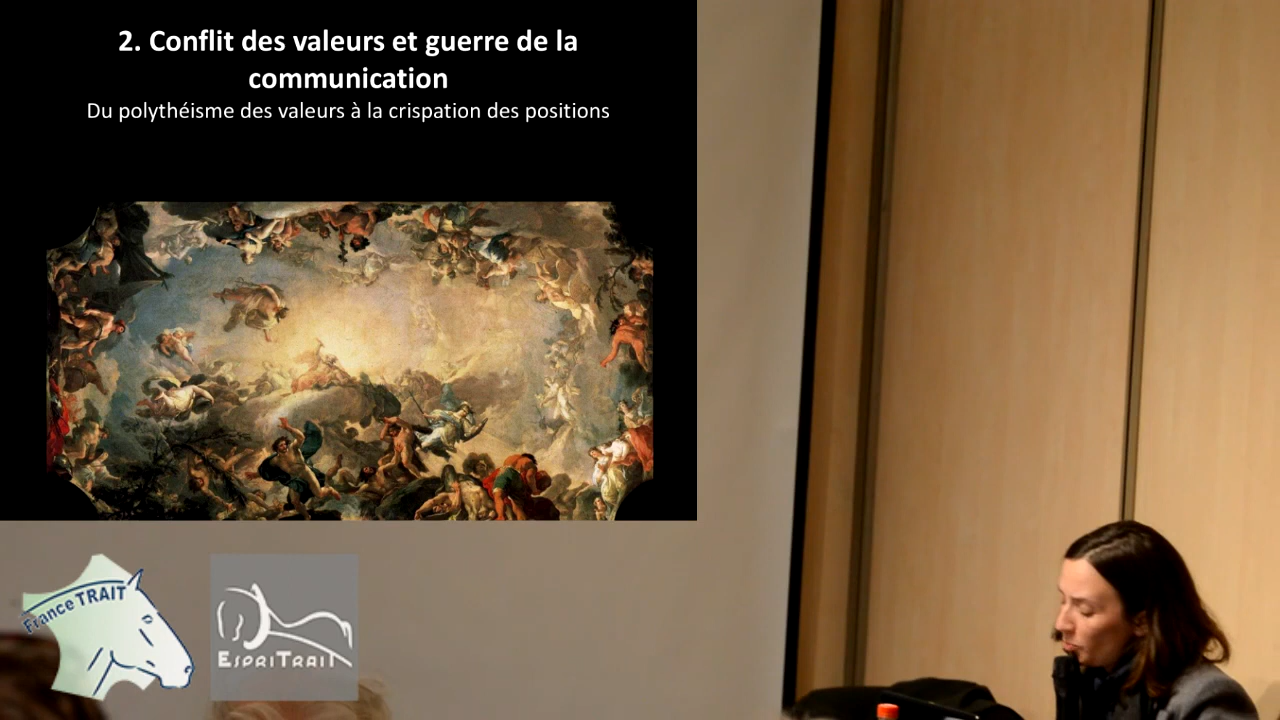 2. Conflit des valeurs et guerre de la
communication
Du polythéisme des valeurs à la crispation des positions
France TRAIT
ESPRITRAIT